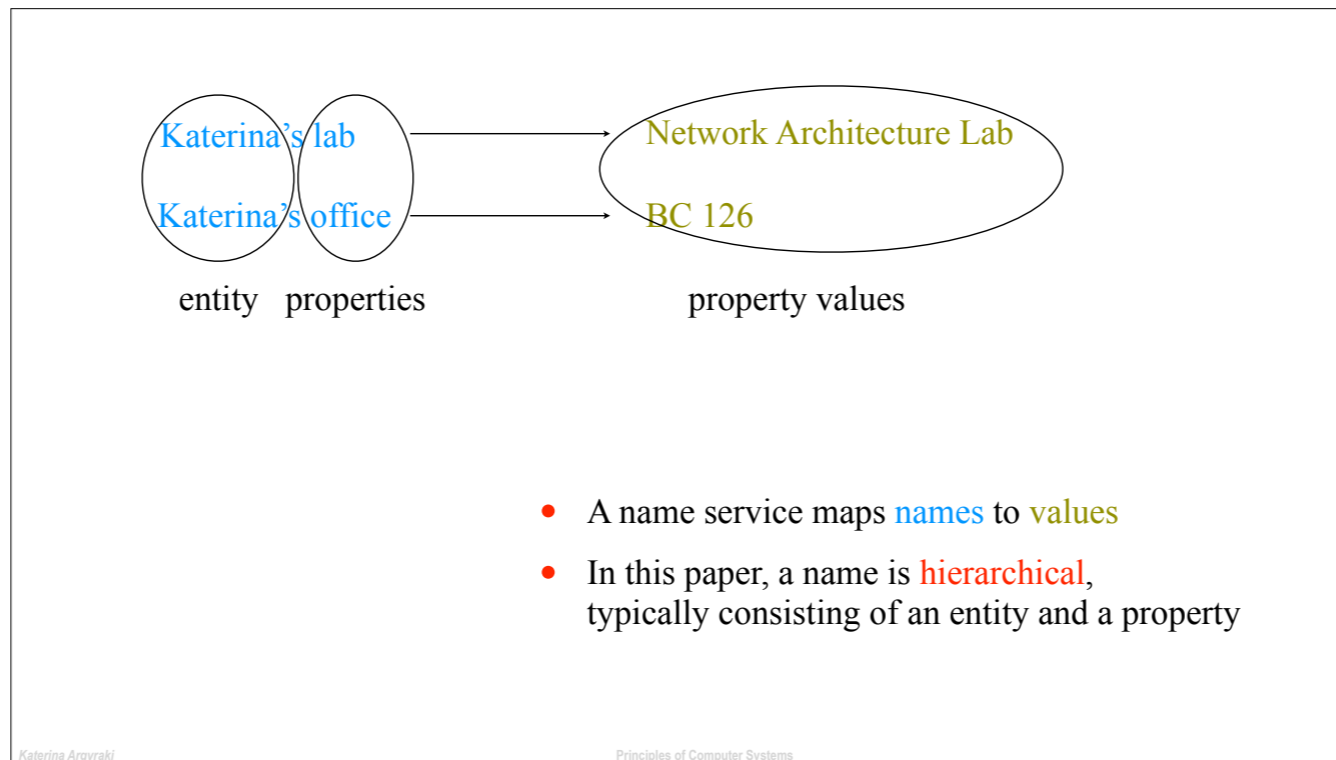 Katerina's lab
Network Architecture Lab
Katerina's office
BC 126
entity properties
property values
• A name service maps names to values
• In this paper, a name is hierarchical,
typically consisting of an entity and a property
Katerina Argyraki
Principles of Computer Systems